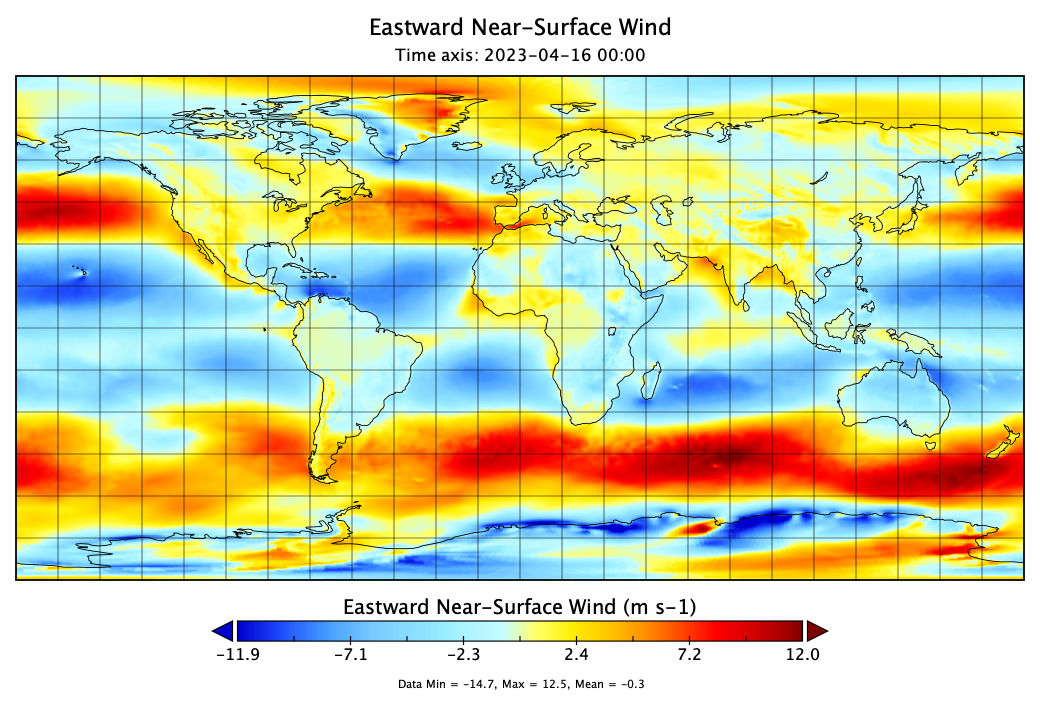 Eastward Near-Surface Wind
Time axis: 2023-04-16 00:00
Eastward Near-Surface Wind (m s-1)
-11.9 -7.1 -2.3 2.4 7.2 12.0
Data Min = -14.7, Max = 12.5, Mean = -0.3